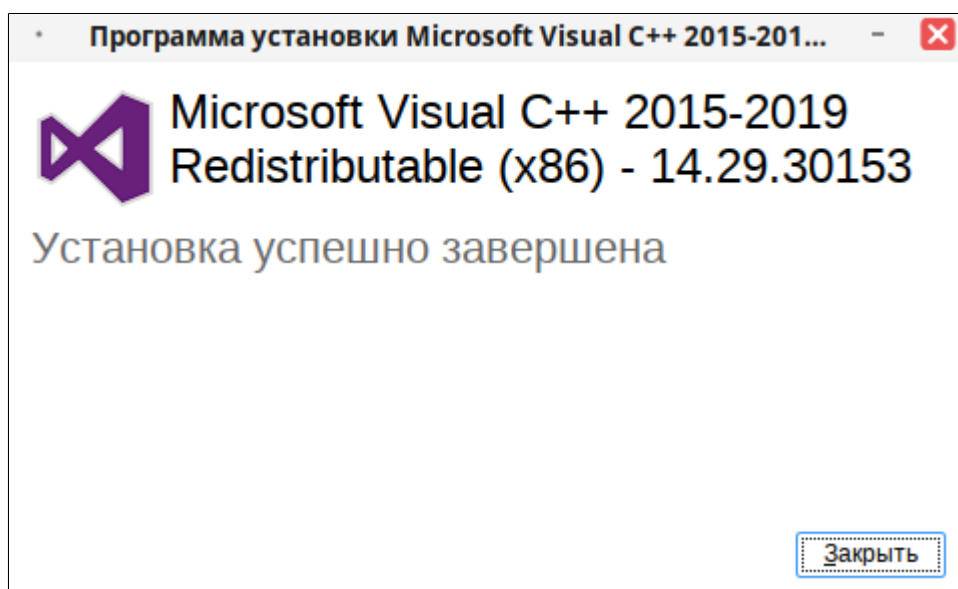 Программа установки Microsoft Visual C++ 2015-201...
Microsoft Visual C++ 2015-2019
Redistributable (x86) - 14.29.30153
Установка успешно завершена
Закрыть